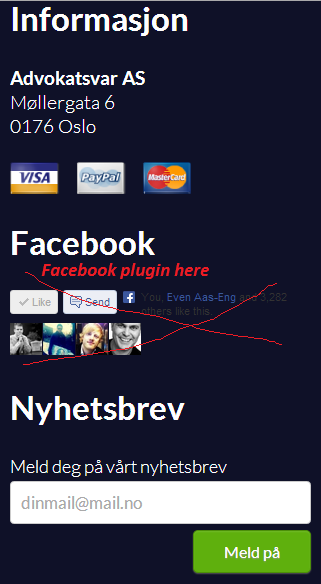 Informasjon
Advokatsvar AS
Møllergata 6
0176 Oslo
VISA PayPal MasterCard
Facebook
Facebook plugin here
Like Send f You, Even Aas-Eng and 3,282
others like this.
Nyhetsbrev
Meld deg på vårt nyhetsbrev
dinmail@mail.no
Meld på